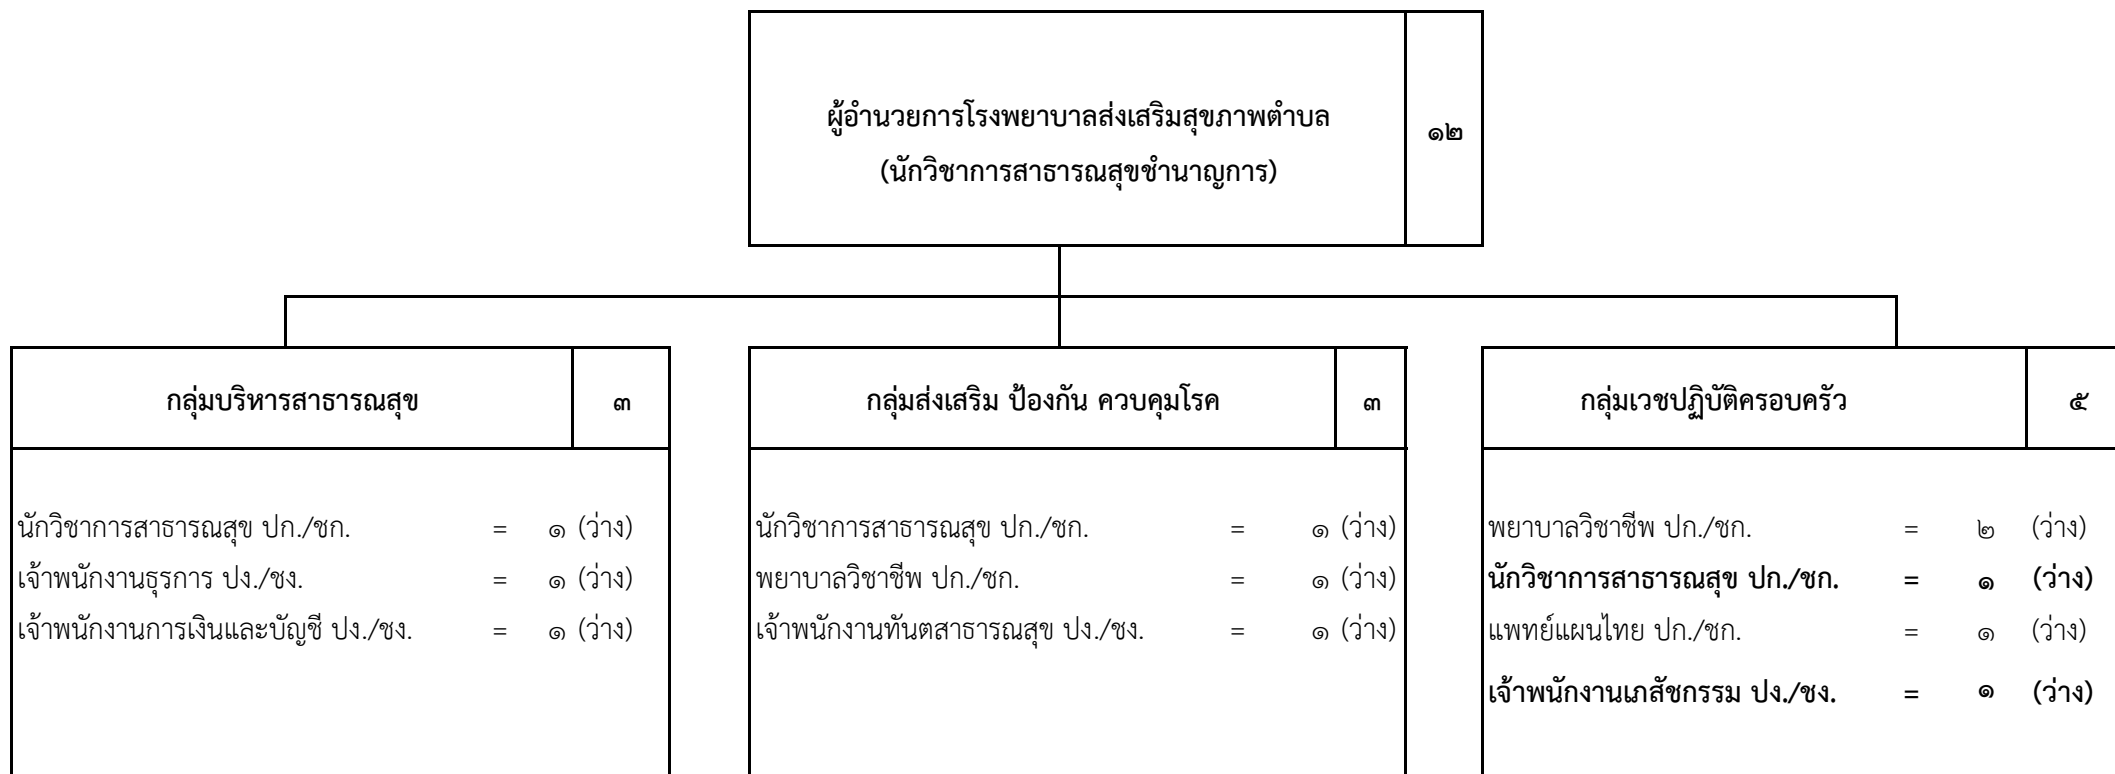 ผู้อำนวยการโรงพยาบาลส่งเสริมสุขภาพตำบล
(นักวิชาการสาธารณสุขชำนาญการ)
๑๒
กลุ่มบริหารสาธารณสุข ๓
นักวิชาการสาธารณสุข ปก./ชก. = ๑ (ว่าง)
เจ้าพนักงานธุรการ ปง./ชง. = ๑ (ว่าง)
เจ้าพนักงานการเงินและบัญชี ปง./ชง. = ๑ (ว่าง)
กลุ่มส่งเสริม ป้องกัน ควบคุมโรค ๓
นักวิชาการสาธารณสุข ปก./ชก. = ๑ (ว่าง)
พยาบาลวิชาชีพ ปก./ชก. = ๑ (ว่าง)
เจ้าพนักงานทันตสาธารณสุข ปง./ชง. = ๑ (ว่าง)
กลุ่มเวชปฏิบัติครอบครัว ๕
พยาบาลวิชาชีพ ปก./ชก. = ๒ (ว่าง)
นักวิชาการสาธารณสุข ปก./ชก. = ๑ (ว่าง)
แพทย์แผนไทย ปก./ชก. = ๑ (ว่าง)
เจ้าพนักงานเภสัชกรรม ปง./ชง. = ๑ (ว่าง)